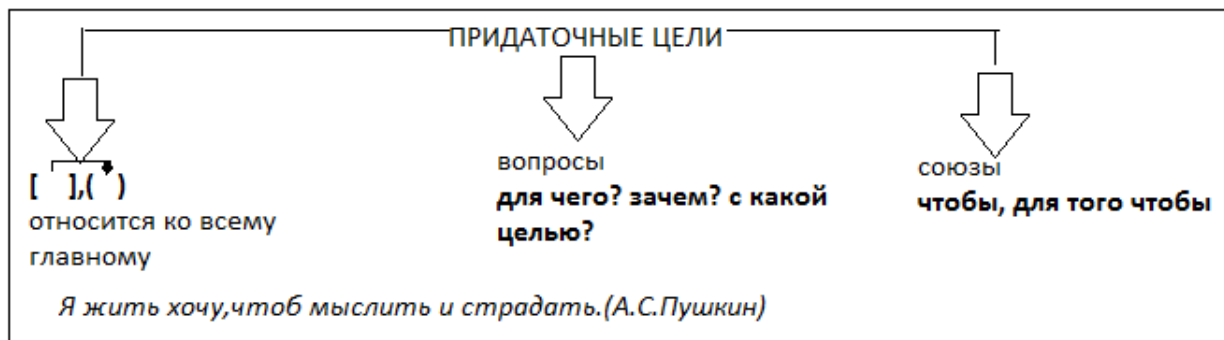 ПРИДАТОЧНЫЕ ЦЕЛИ
[ ],( )
относится ко всему
главному
вопросы
для чего? зачем? с какой
целью?
союзы
чтобы, для того чтобы
Я жить хочу,чтоб мыслить и страдать.(А.С.Пушкин)